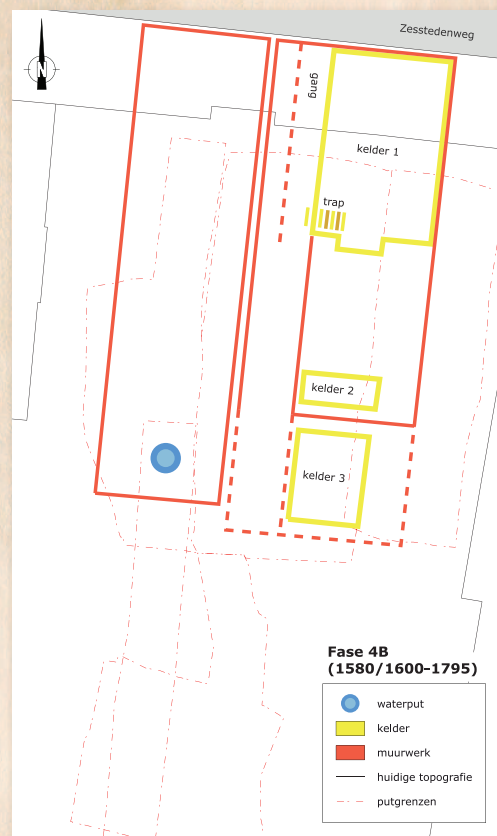 Zesstedenweg
N
gang
kelder 1
trap
kelder 2
kelder 3
Fase 4B
(1580/1600-1795)
waterput
kelder
muurwerk
huidige topografie
putgrenzen